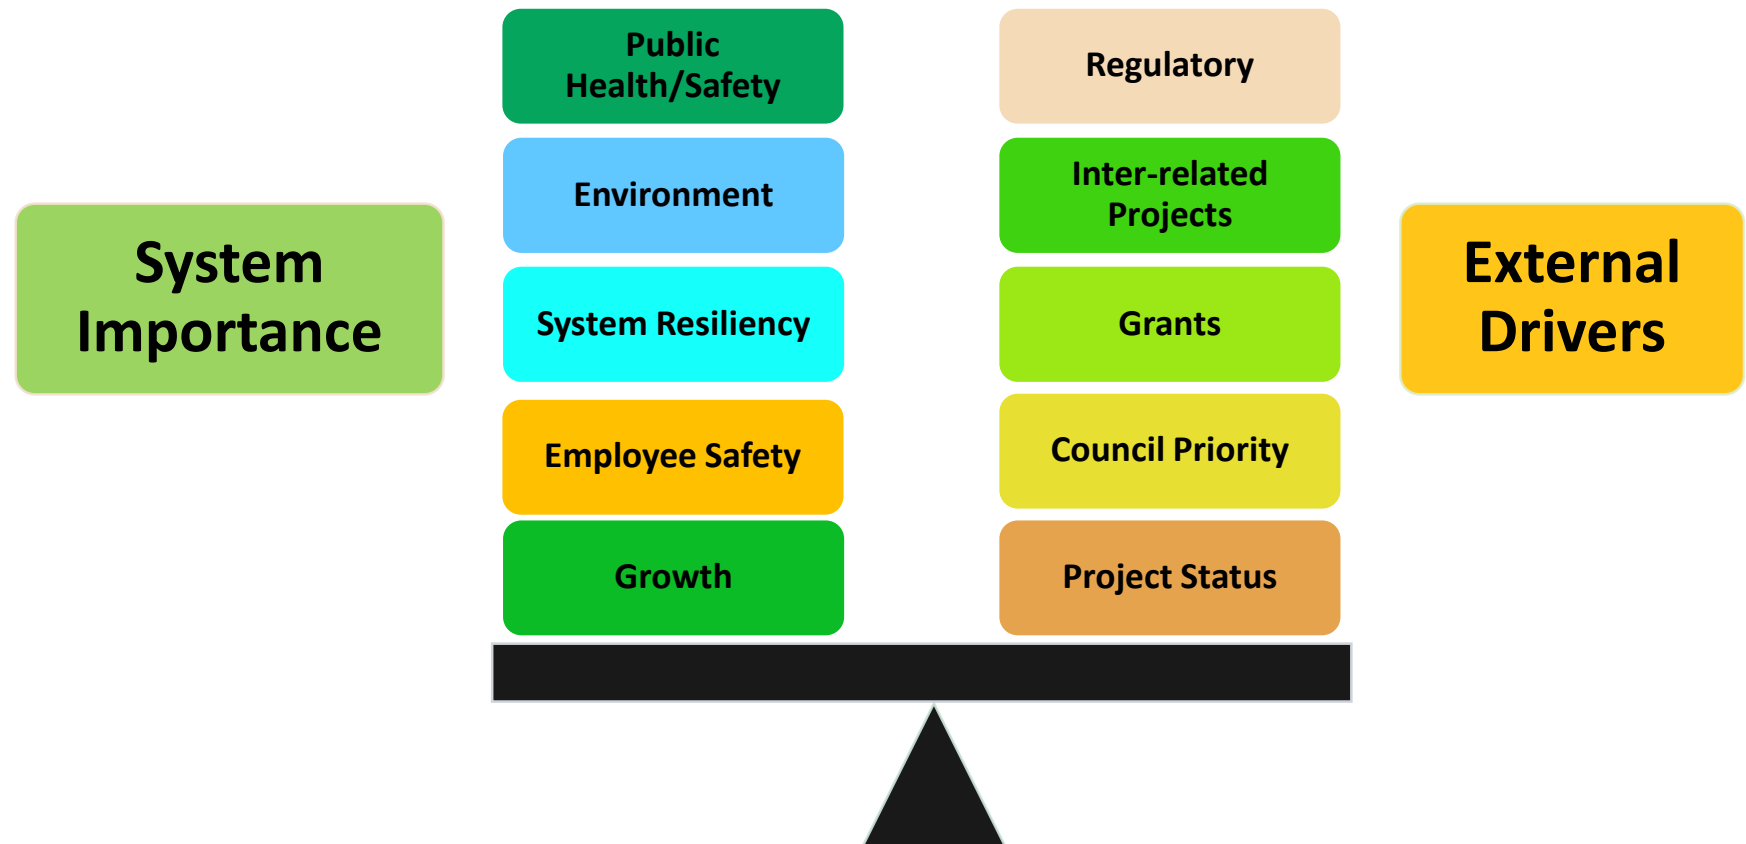 System
Importance
Public
Health/Safety
Environment
System Resiliency
Employee Safety
Growth
Regulatory
Inter-related
Projects
Grants
Council Priority
Project Status
External
Drivers